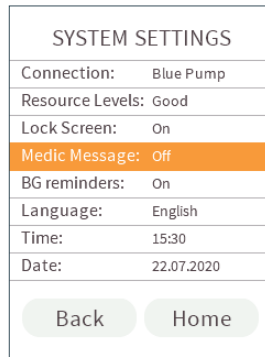 SYSTEM SETTINGS
Connection: Blue Pump
Resource Levels: Good
Lock Screen: On
Medic Message: Off
BG reminders: On
Language: English
Time: 15:30
Date: 22.07.2020
Back Home